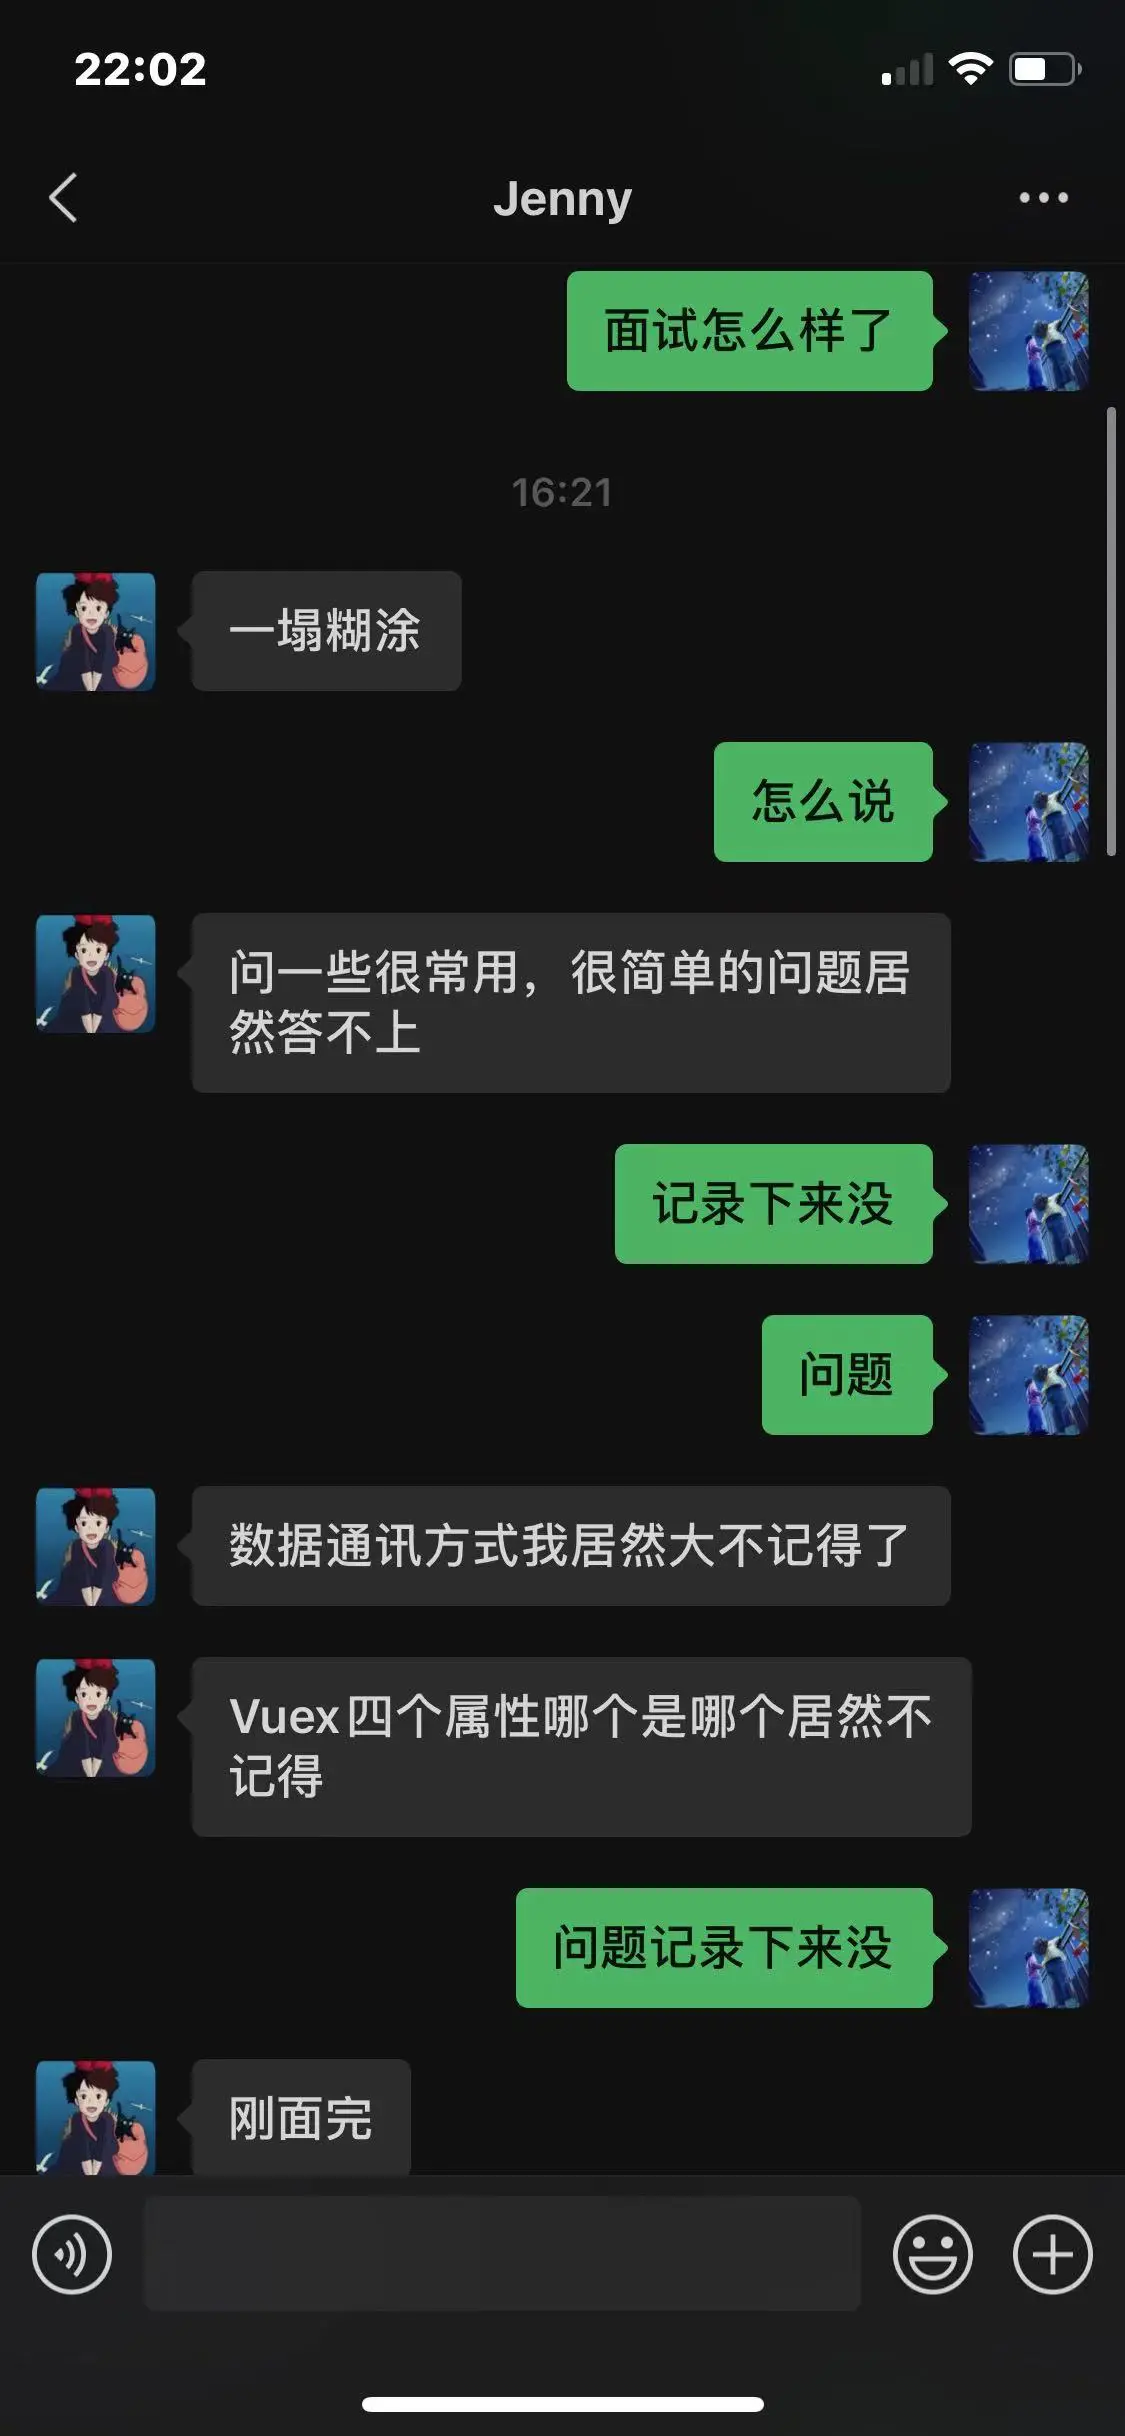 22:02
Jenny
面试怎么样了
16:21
一塌糊涂
怎么说
问一些很常用，很简单的问题居
然答不上
记录下来没
问题
数据通讯方式我居然大不记得了
Vuex四个属性哪个是哪个居然不
记得
问题记录下来没
刚面完